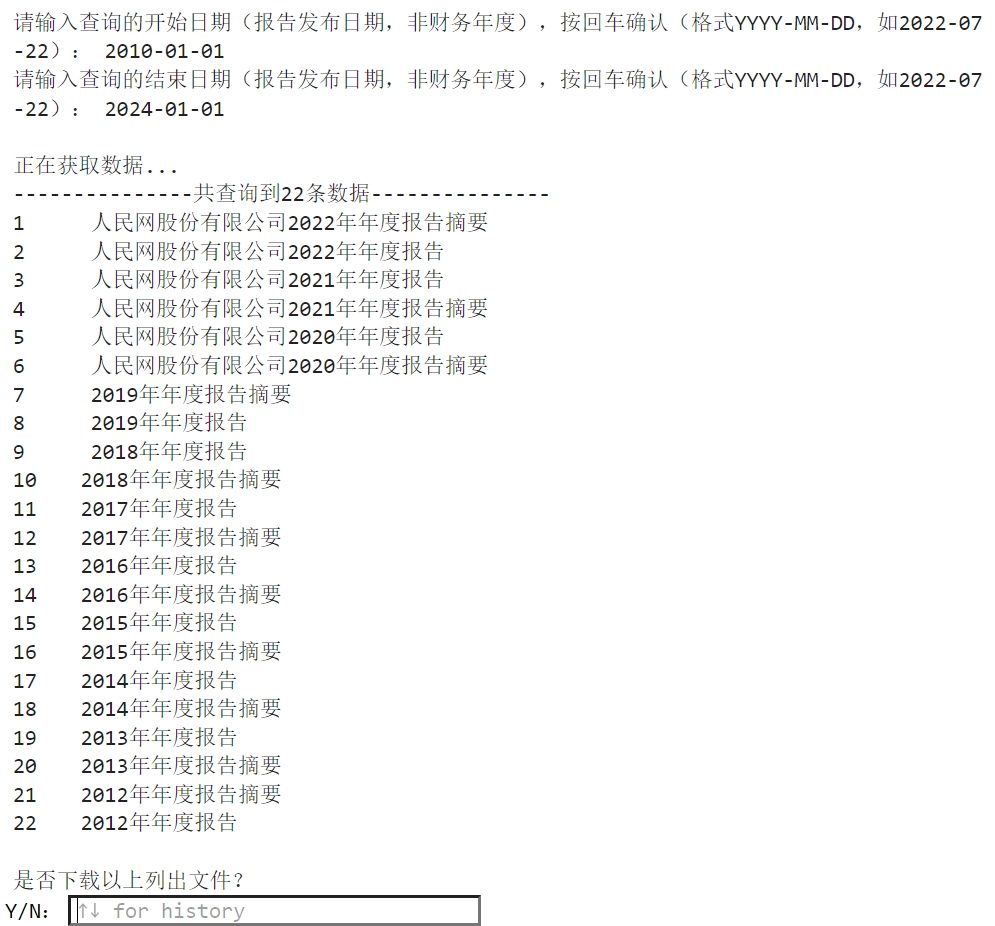 请输入查询的开始日期（报告发布日期，非财务年度），按回车确认（格式YYYY-MM-DD，如2022-07
-22）： 2010-01-01
请输入查询的结束日期（报告发布日期，非财务年度），按回车确认（格式YYYY-MM-DD，如2022-07
-22）： 2024-01-01
正在获取数据...
---------------共查询到22条数据---------------
1 人民网股份有限公司2022年年度报告摘要
2 人民网股份有限公司2022年年度报告
3 人民网股份有限公司2021年年度报告
4 人民网股份有限公司2021年年度报告摘要
5 人民网股份有限公司2020年年度报告
6 人民网股份有限公司2020年年度报告摘要
7 2019年年度报告摘要
8 2019年年度报告
9 2018年年度报告
10 2018年年度报告摘要
11 2017年年度报告
12 2017年年度报告摘要
13 2016年年度报告
14 2016年年度报告摘要
15 2015年年度报告
16 2015年年度报告摘要
17 2014年年度报告
18 2014年年度报告摘要
19 2013年年度报告
20 2013年年度报告摘要
21 2012年年度报告摘要
22 2012年年度报告
是否下载以上列出文件？
Y/N： ↑↓ for history